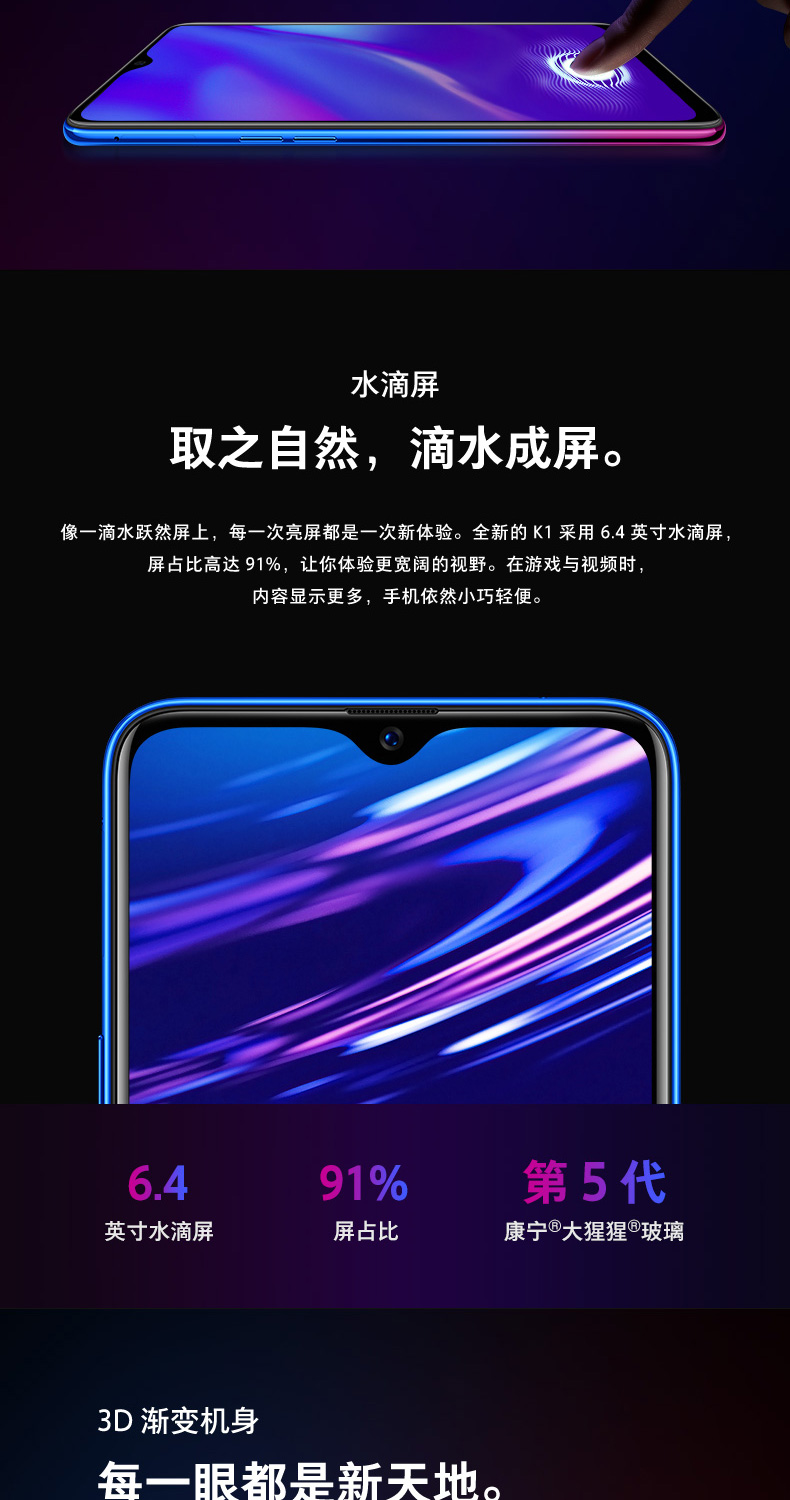 水滴屏
取之自然，滴水成屏。
像一滴水跃然屏上，每一次亮屏都是一次新体验。全新的 K1 采用 6.4 英寸水滴屏，
屏占比高达 91%，让你体验更宽阔的视野。在游戏与视频时，
内容显示更多，手机依然小巧轻便。
6.4 91% 第 5 代
英寸水滴屏 屏占比 康宁®大猩猩®玻璃
3D 渐变机身
每一眼都是新天地。